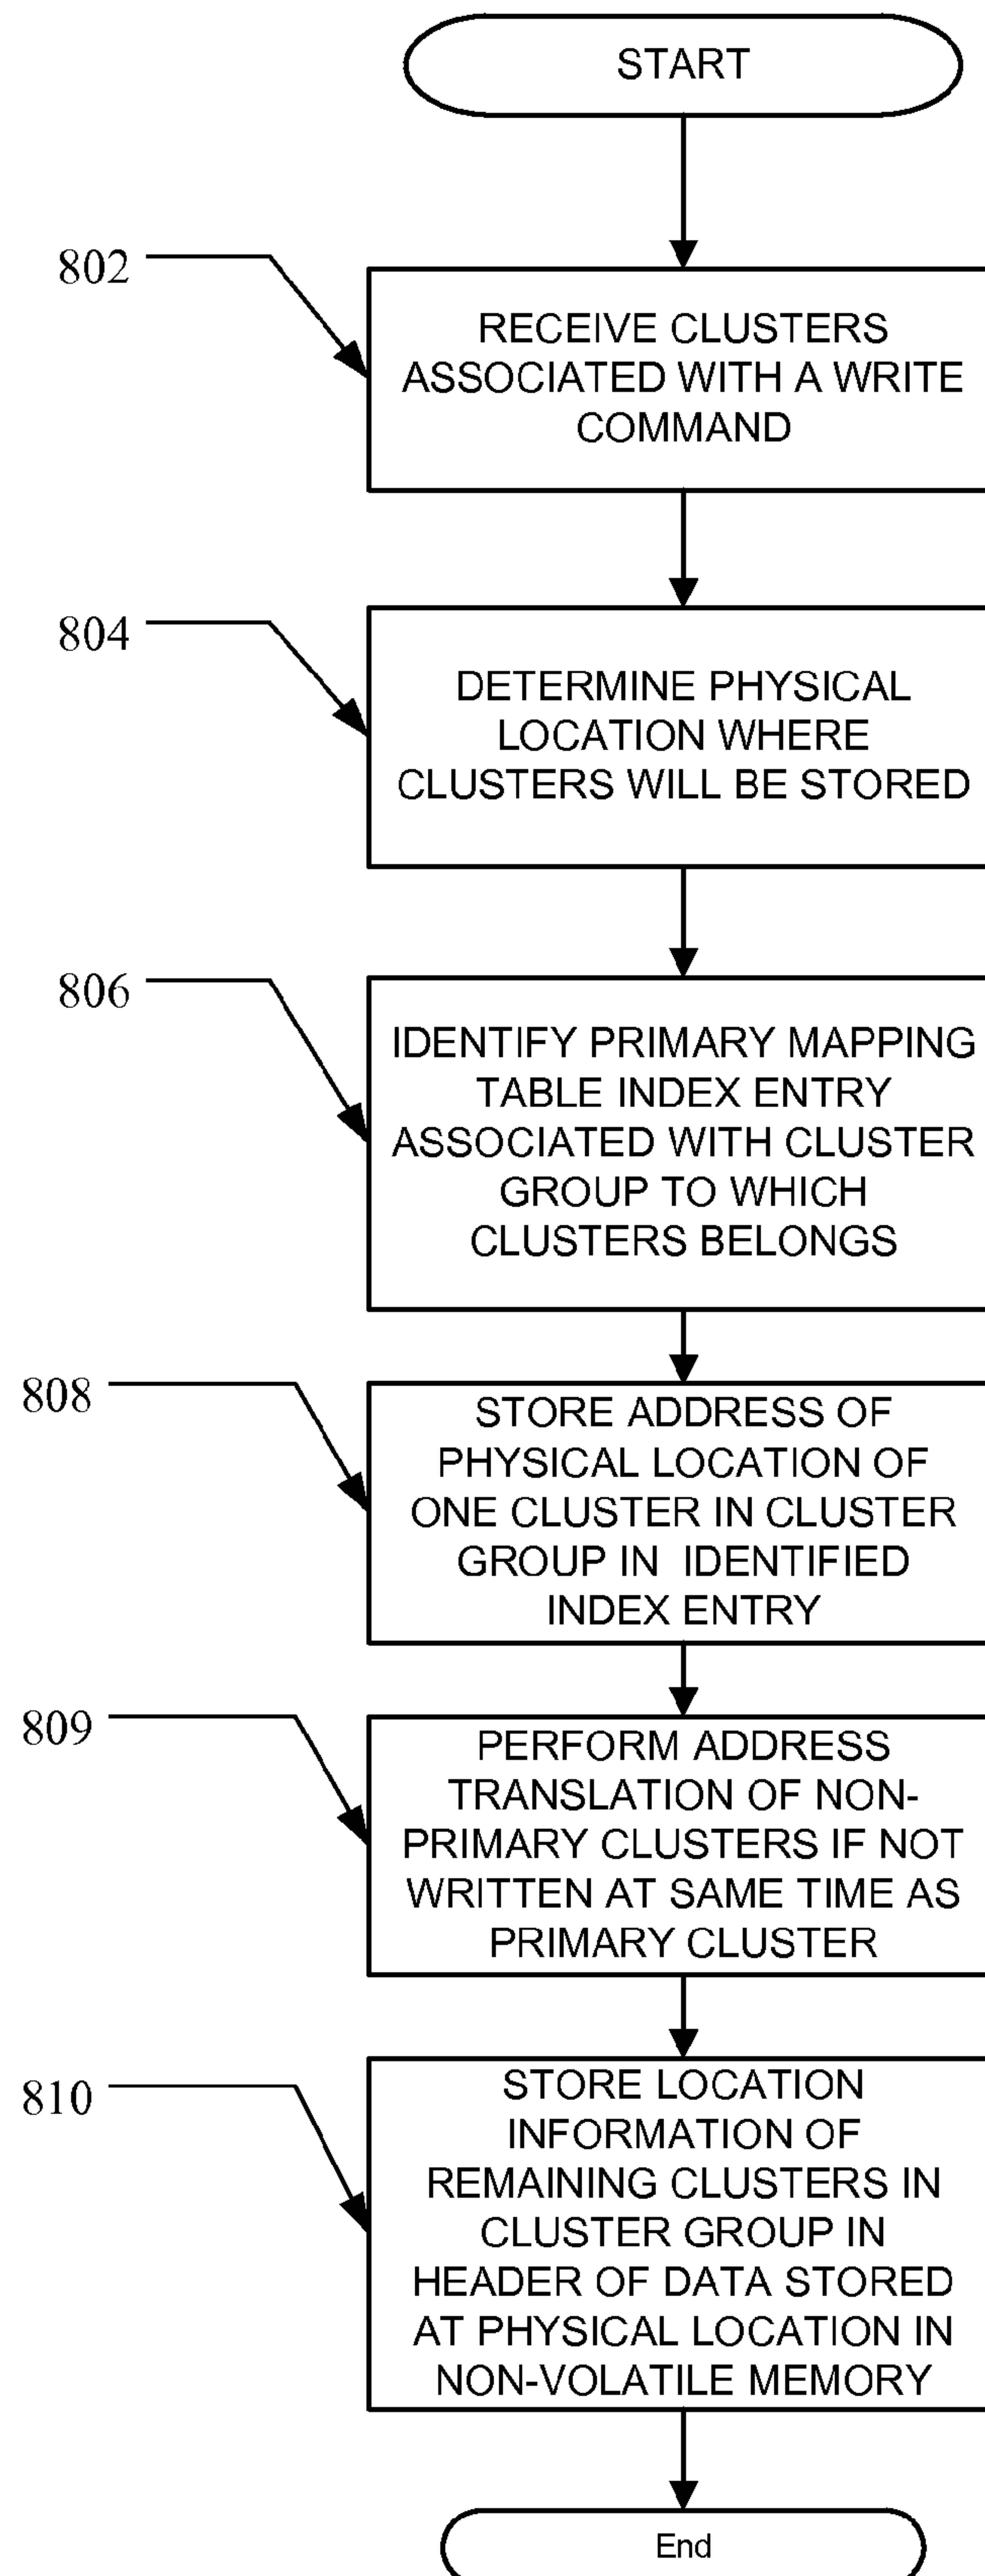 START
802
RECEIVE CLUSTERS
ASSOCIATED WITH A WRITE
COMMAND
804
DETERMINE PHYSICAL
LOCATION WHERE
CLUSTERS WILL BE STORED
806
IDENTIFY PRIMARY MAPPING
TABLE INDEX ENTRY
ASSOCIATED WITH CLUSTER
GROUP TO WHICH
CLUSTERS BELONGS
808
STORE ADDRESS OF
PHYSICAL LOCATION OF
ONE CLUSTER IN CLUSTER
GROUP IN IDENTIFIED
INDEX ENTRY
809
PERFORM ADDRESS
TRANSLATION OF NON-
PRIMARY CLUSTERS IF NOT
WRITTEN AT SAME TIME AS
PRIMARY CLUSTER
810
STORE LOCATION
INFORMATION OF
REMAINING CLUSTERS IN
CLUSTER GROUP IN
HEADER OF DATA STORED
AT PHYSICAL LOCATION IN
NON-VOLATILE MEMORY
End